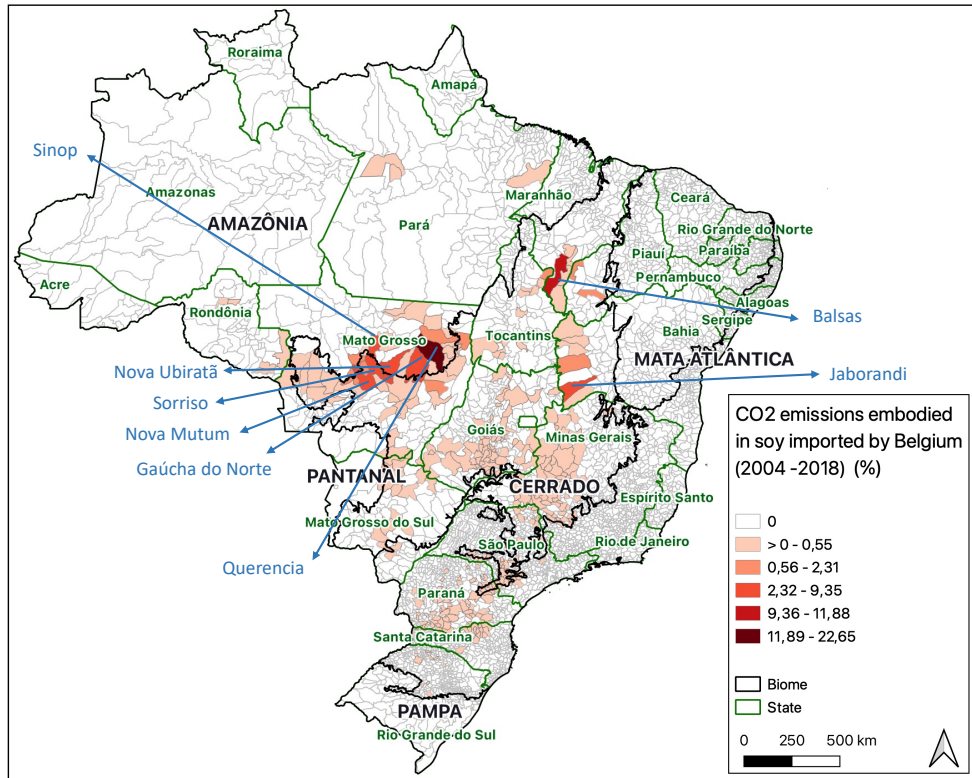 Roraima
Amapá
Sinop
Amazonas
AMAZÔNIA
Pará
Maranhão
Ceará
Rio Grande do Norte
Paraíba
Piauí
Pernambuco
Acre
Rondônia
Alagoas
Sergipe
Bahia
Balsas
Mato Grosso
Tocantins
MATA ATLÂNTICA
Nova Ubiratã
Jaborandi
Sorriso
Nova Mutum
Goiás
Minas Gerais
Gaúcha do Norte
PANTANAL
CERRADO
Espírito Santo
Mato Grosso do Sul
São Paulo
Rio de Janeiro
Querencia
Paraná
Santa Catarina
PAMPA
Rio Grande do Sul
CO2 emissions embodied
in soy imported by Belgium
(2004 -2018) (%)
0
> 0 - 0,55
0,56 - 2,31
2,32 - 9,35
9,36 - 11,88
11,89 - 22,65
Biome
State
0 250 500 km